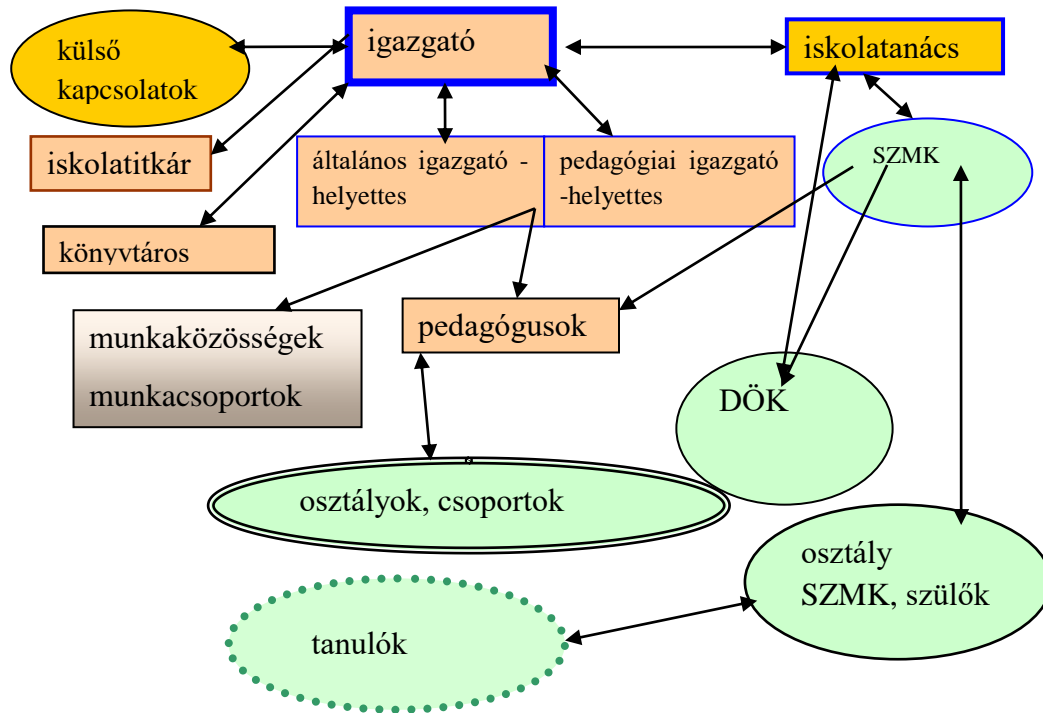 külső
kapcsolatok
igazgató
iskolatanács
iskolatitkár
általános igazgató -
helyettes
pedagógiai igazgató
-helyettes
SZMK
könyvtáros
munkaközösségek
munkacsoportok
pedagógusok
DÖK
osztályok, csoportok
osztály
SZMK, szülők
tanulók